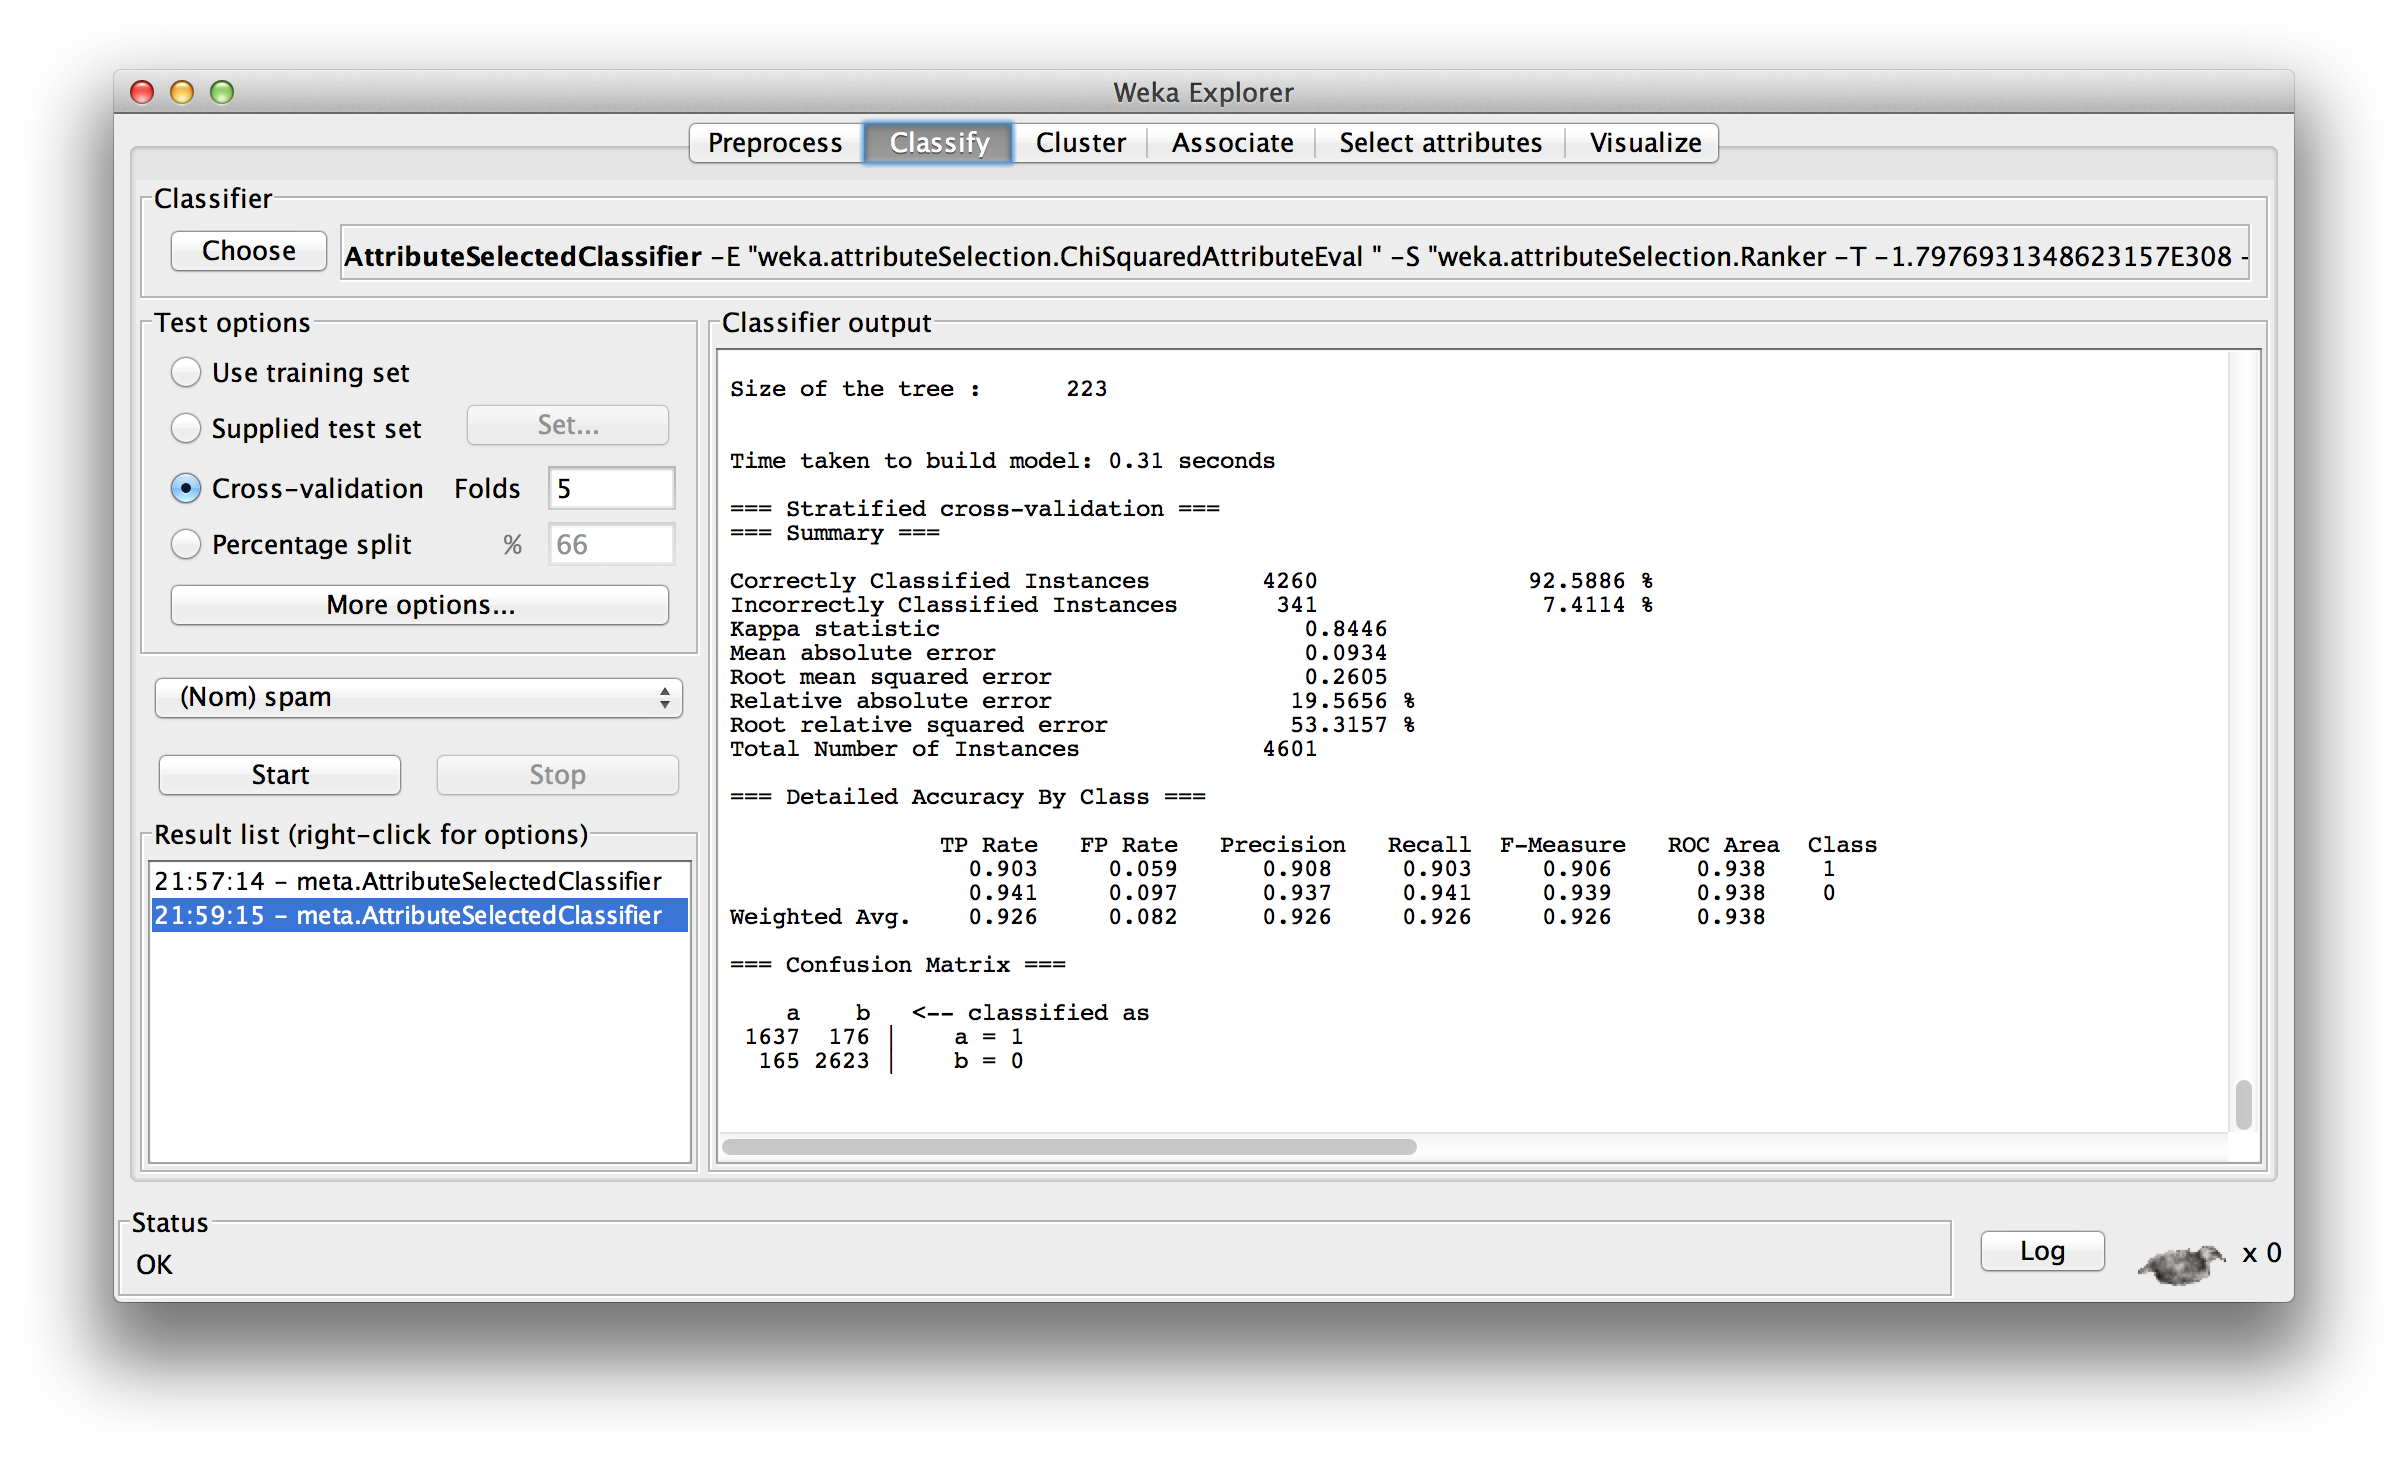 Weka Explorer
Preprocess Classify Cluster Associate Select attributes Visualize
Classifier
Choose AttributeSelectedClassifier -E "weka.attributeSelection.ChiSquaredAttributeEval " -S "weka.attributeSelection.Ranker -T -1.7976931348623157E308 -
Test options
Use training set
Supplied test set Set...
Cross-validation Folds 5
Percentage split % 66
More options...
(Nom) spam
Start Stop
Result list (right-click for options)
21:57:14 - meta.AttributeSelectedClassifier
21:59:15 - meta.AttributeSelectedClassifier
Classifier output
Size of the tree : 223
Time taken to build model: 0.31 seconds
=== Stratified cross-validation ===
=== Summary ===
Correctly Classified Instances 4260 92.5886 %
Incorrectly Classified Instances 341 7.4114 %
Kappa statistic 0.8446
Mean absolute error 0.0934
Root mean squared error 0.2605
Relative absolute error 19.5656 %
Root relative squared error 53.3157 %
Total Number of Instances 4601
=== Detailed Accuracy By Class ===
TP Rate FP Rate Precision Recall F-Measure ROC Area Class
0.903 0.059 0.908 0.903 0.906 0.938 1
0.941 0.097 0.937 0.941 0.939 0.938 0
Weighted Avg. 0.926 0.082 0.926 0.926 0.926 0.938
=== Confusion Matrix ===
a b <-- classified as
1637 176 | a = 1
165 2623 | b = 0
Status
OK
Log x 0